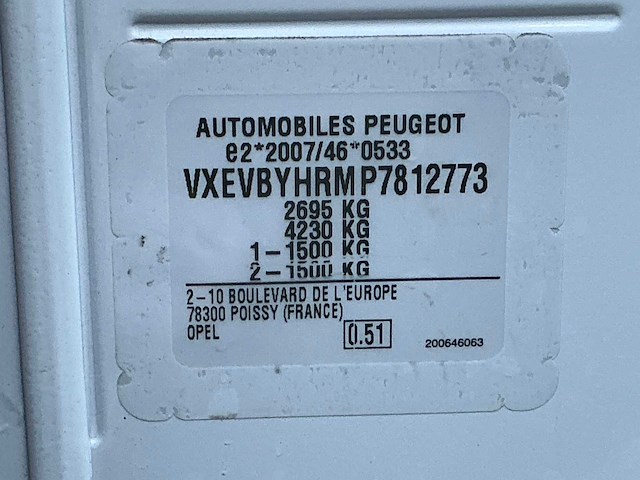 AUTOMOBILES PEUGEOT
e2*2007/46*0533
VXEVBYHRMP7812773
2695 KG
4230 KG
1-1500 KG
2-1500 KG
2-10 BOULEVARD DE L'EUROPE
78300 POISSY (FRANCE)
OPEL
0.51
200646063